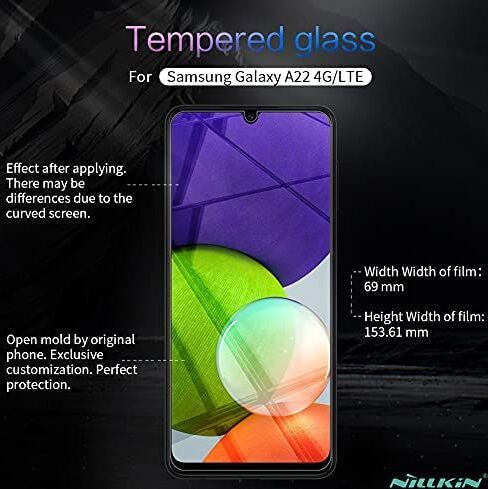 Tempered glass
For Samsung Galaxy A22 4G/LTE
Effect after applying.
There may be
differences due to the
curved screen.
Width Width of film:
69 mm
Height Width of film:
153.61 mm
Open mold by original
phone. Exclusive
customization. Perfect
protection.
NILLKIN